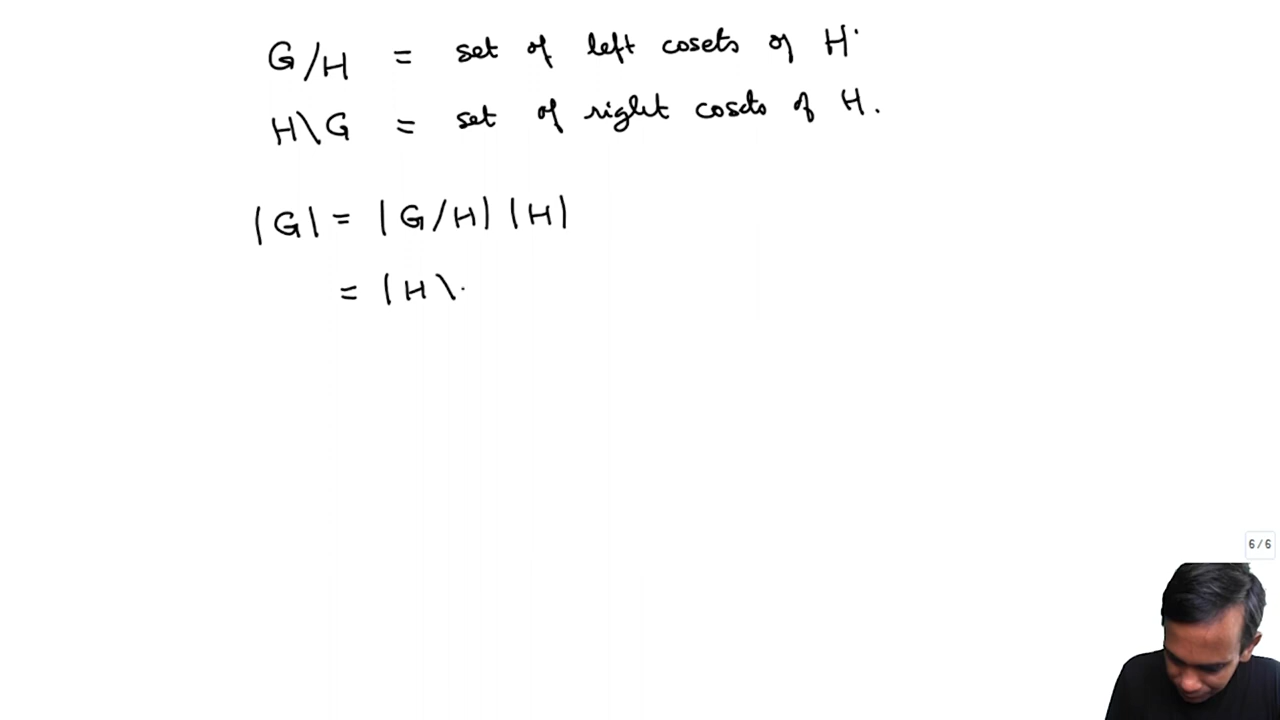 G/H = set of left cosets of H.
H\G = set of right cosets of H.
|G| = |G/H| |H|
= |H\
6/6